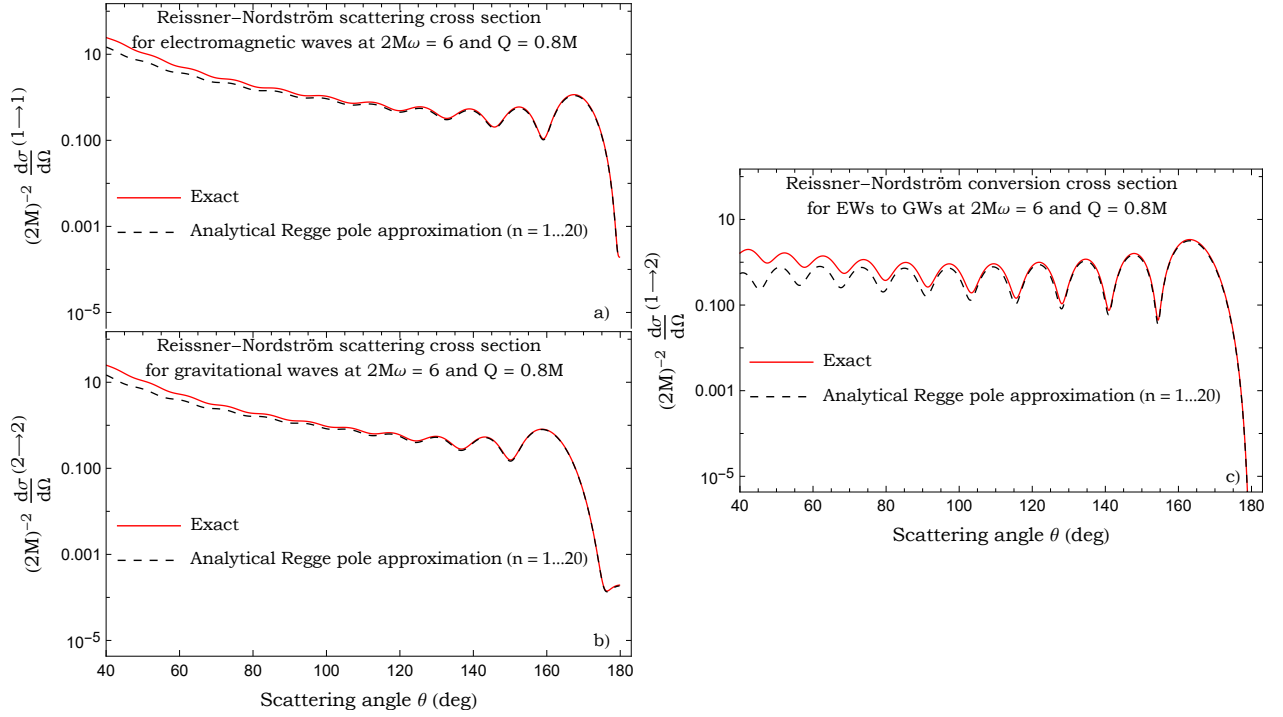 Reissner–Nordström scattering cross section
for electromagnetic waves at 2Mω = 6 and Q = 0.8M
10
0.100
0.001
10⁻⁵
(2M)⁻² dσ/dΩ (1⟶1)
Exact
Analytical Regge pole approximation (n = 1...20)
a)
Reissner–Nordström scattering cross section
for gravitational waves at 2Mω = 6 and Q = 0.8M
10
0.100
0.001
10⁻⁵
(2M)⁻² dσ/dΩ (2⟶2)
Exact
Analytical Regge pole approximation (n = 1...20)
b)
40 60 80 100 120 140 160 180
Scattering angle θ (deg)
Reissner–Nordström conversion cross section
for EWs to GWs at 2Mω = 6 and Q = 0.8M
10
0.100
0.001
10⁻⁵
(2M)⁻² dσ/dΩ (1⟶2)
Exact
Analytical Regge pole approximation (n = 1...20)
c)
40 60 80 100 120 140 160 180
Scattering angle θ (deg)